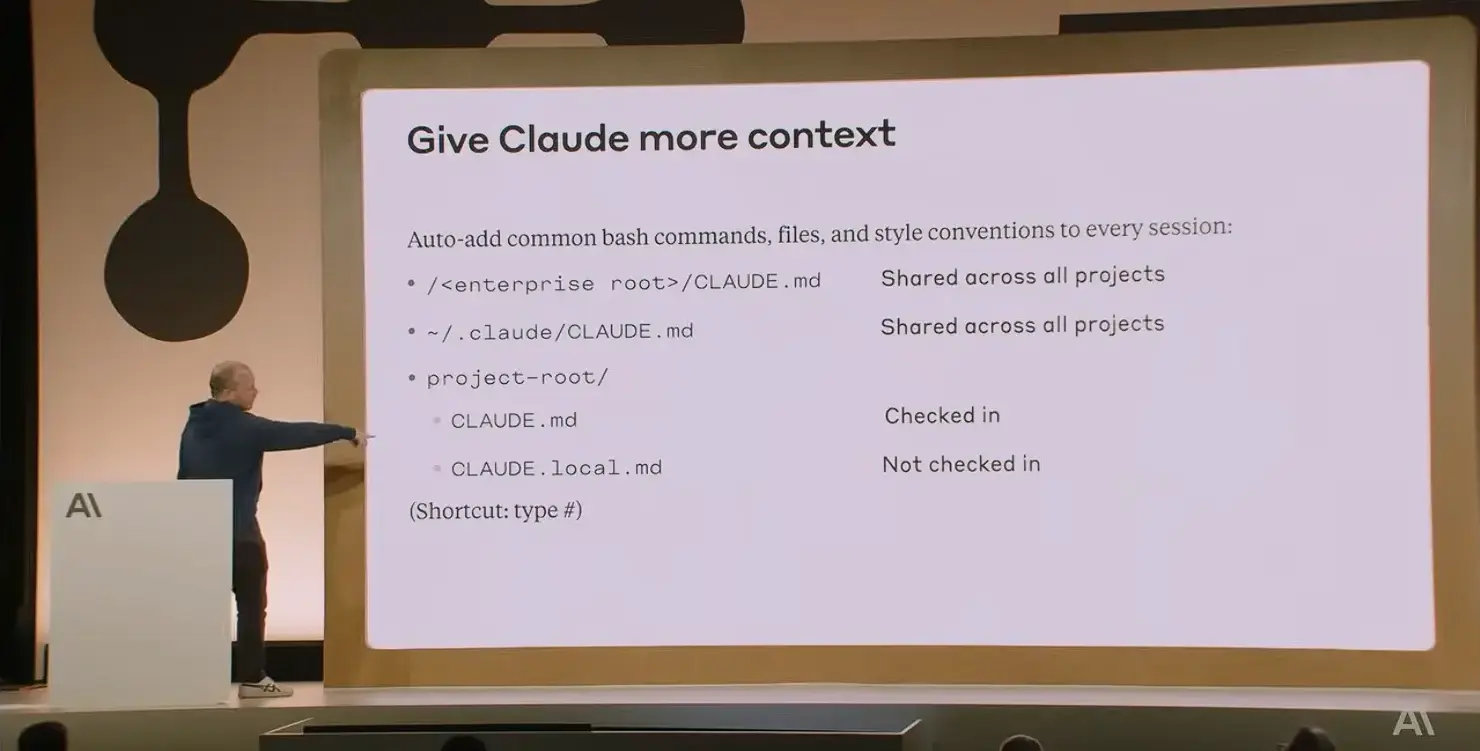 Give Claude more context
Auto-add common bash commands, files, and style conventions to every session:
• /<enterprise root>/CLAUDE.md Shared across all projects
• ~/.claude/CLAUDE.md Shared across all projects
• project-root/
• CLAUDE.md Checked in
• CLAUDE.local.md Not checked in
(Shortcut: type #)
A\
A\